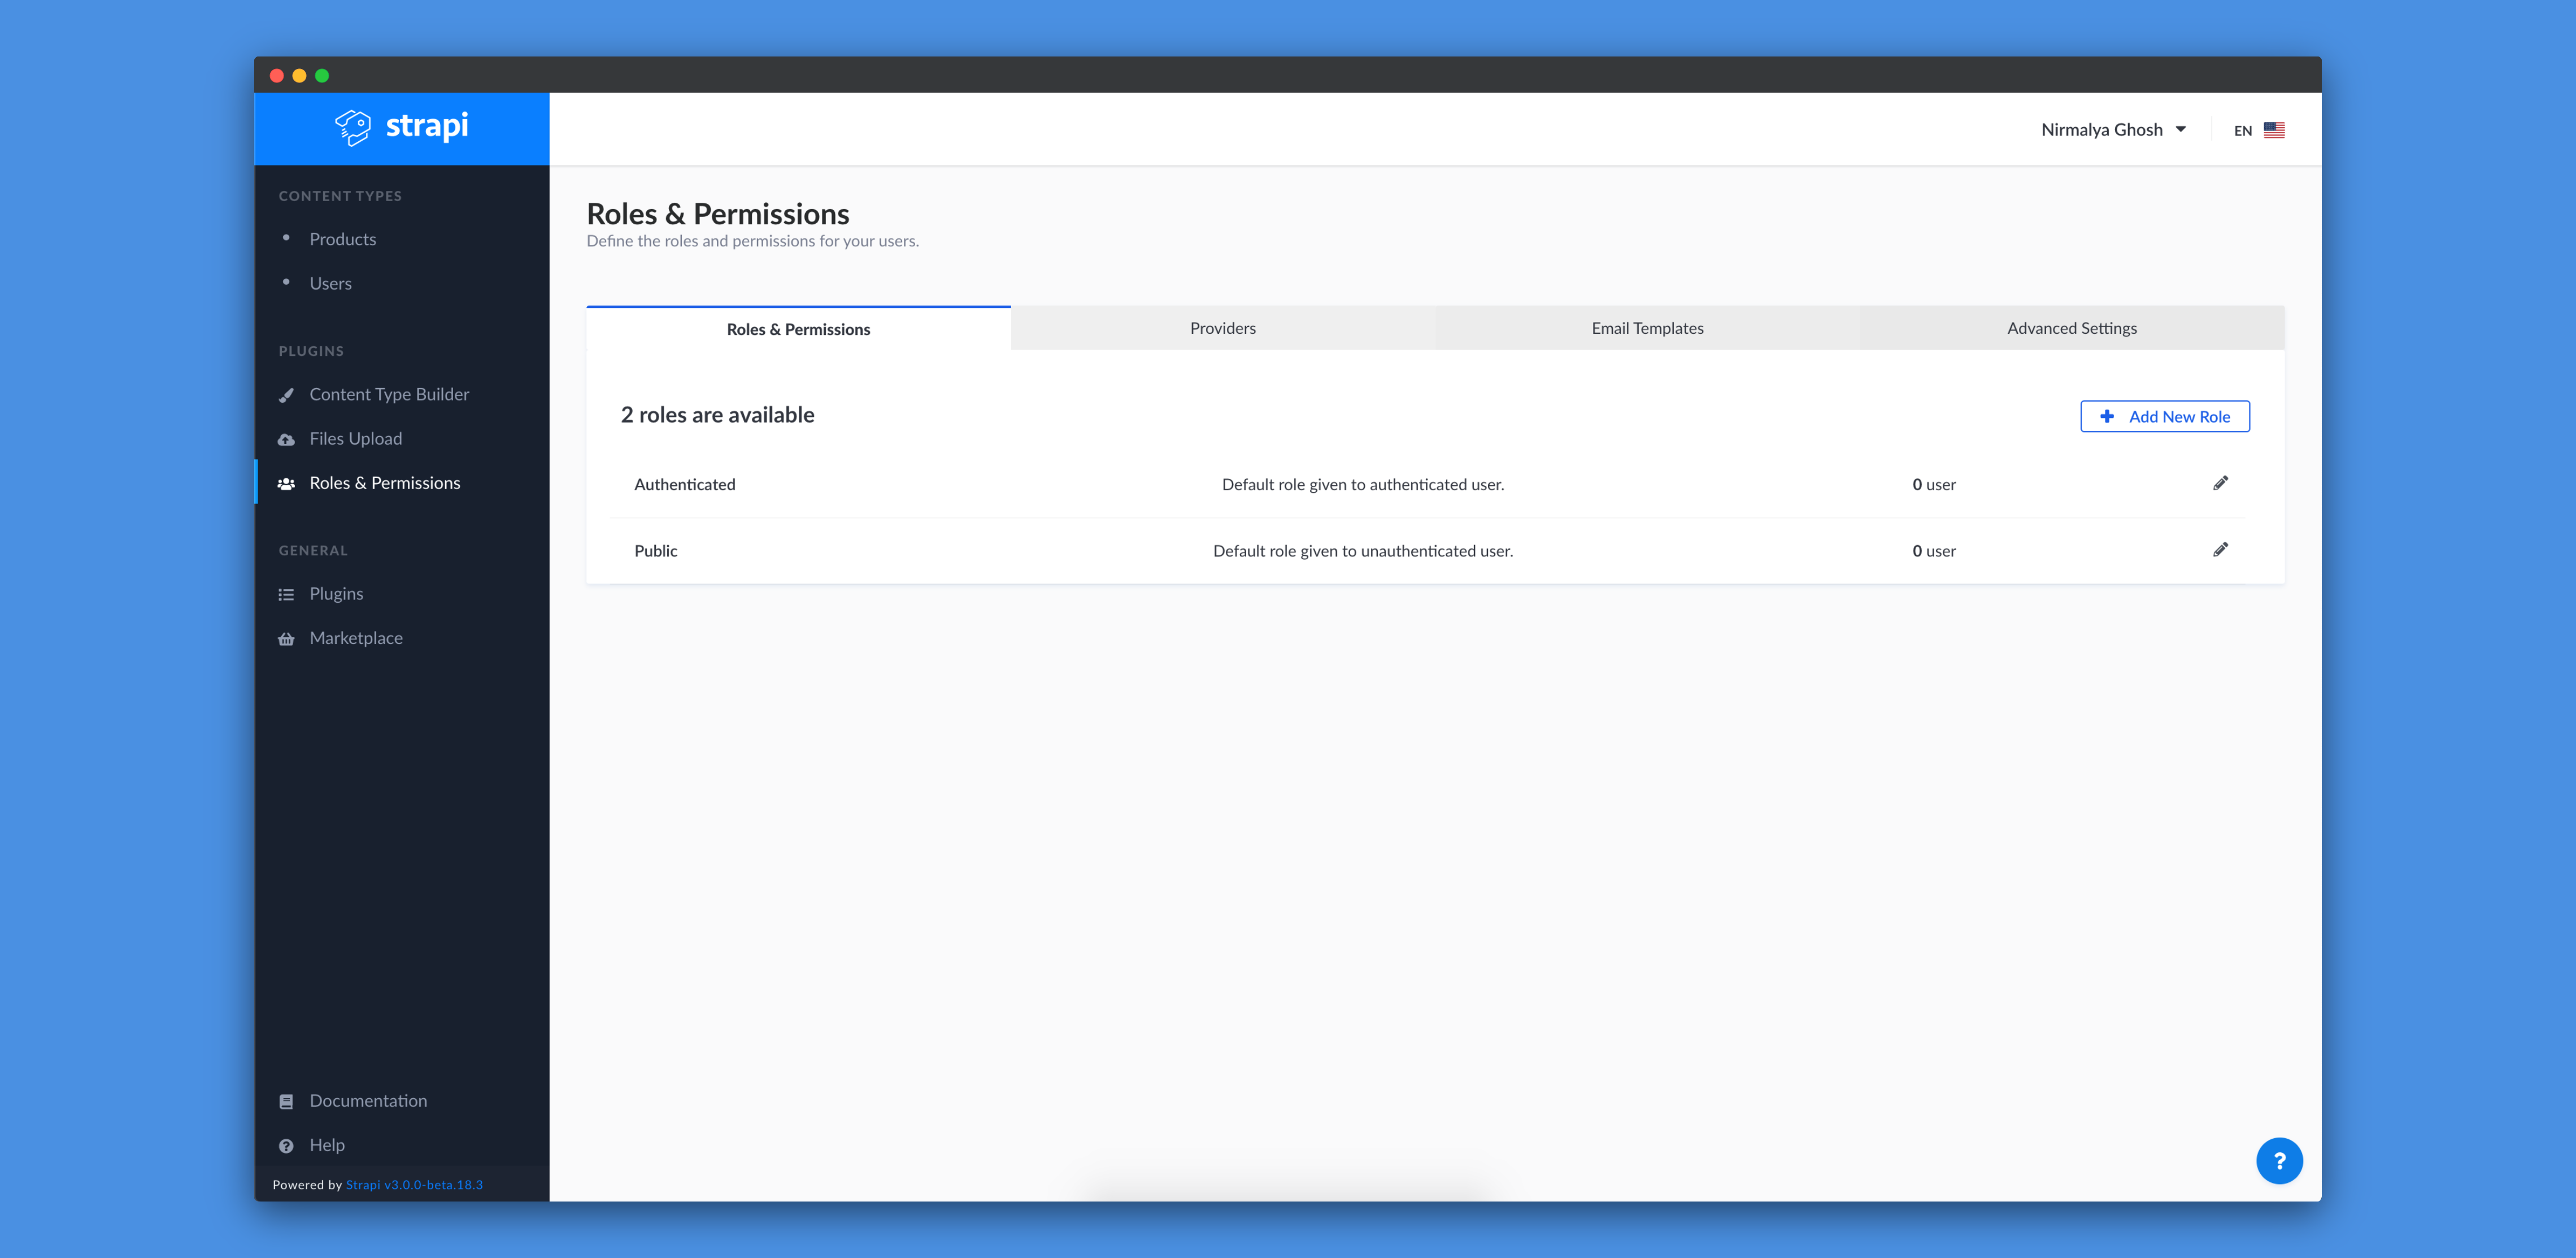 strapi
Nirmalya Ghosh
EN
CONTENT TYPES
Products
Users
PLUGINS
Content Type Builder
Files Upload
Roles & Permissions
GENERAL
Plugins
Marketplace
Documentation
Help
Powered by Strapi v3.0.0-beta.18.3
Roles & Permissions
Define the roles and permissions for your users.
Roles & Permissions Providers Email Templates Advanced Settings
2 roles are available
+ Add New Role
Authenticated Default role given to authenticated user. 0 user
Public Default role given to unauthenticated user. 0 user
?